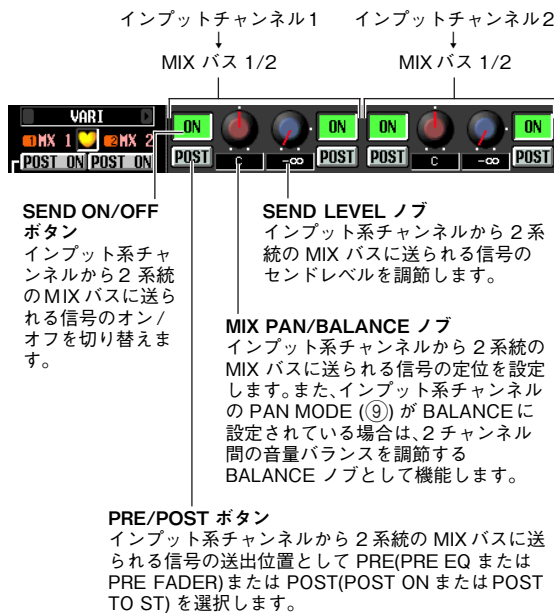 インプットチャンネル1
インプットチャンネル2
↓
↓
MIX バス 1/2
MIX バス 1/2
VARI
1 MX 1 2 MX 2
POST ON POST ON
ON ON ON ON
POST C -∞ POST POST C -∞ POST
SEND ON/OFF
ボタン
インプット系チャ
ンネルから2 系統
のMIX バスに送ら
れる信号のオン/
オフを切り替えま
す。
SEND LEVEL ノブ
インプット系チャンネルから 2 系
統の MIX バスに送られる信号の
センドレベルを調節します。
MIX PAN/BALANCE ノブ
インプット系チャンネルから 2 系統の
MIX バスに送られる信号の定位を設定
します。また、インプット系チャンネル
の PAN MODE (⑨) が BALANCEに
設定されている場合は、2 チャンネル
間の音量バランスを調節する
BALANCE ノブとして機能します。
PRE/POST ボタン
インプット系チャンネルから 2 系統の MIXバスに送
られる信号の送出位置として PRE(PRE EQ または
PRE FADER)または POST(POST ON またはPOST
TO ST) を選択します。